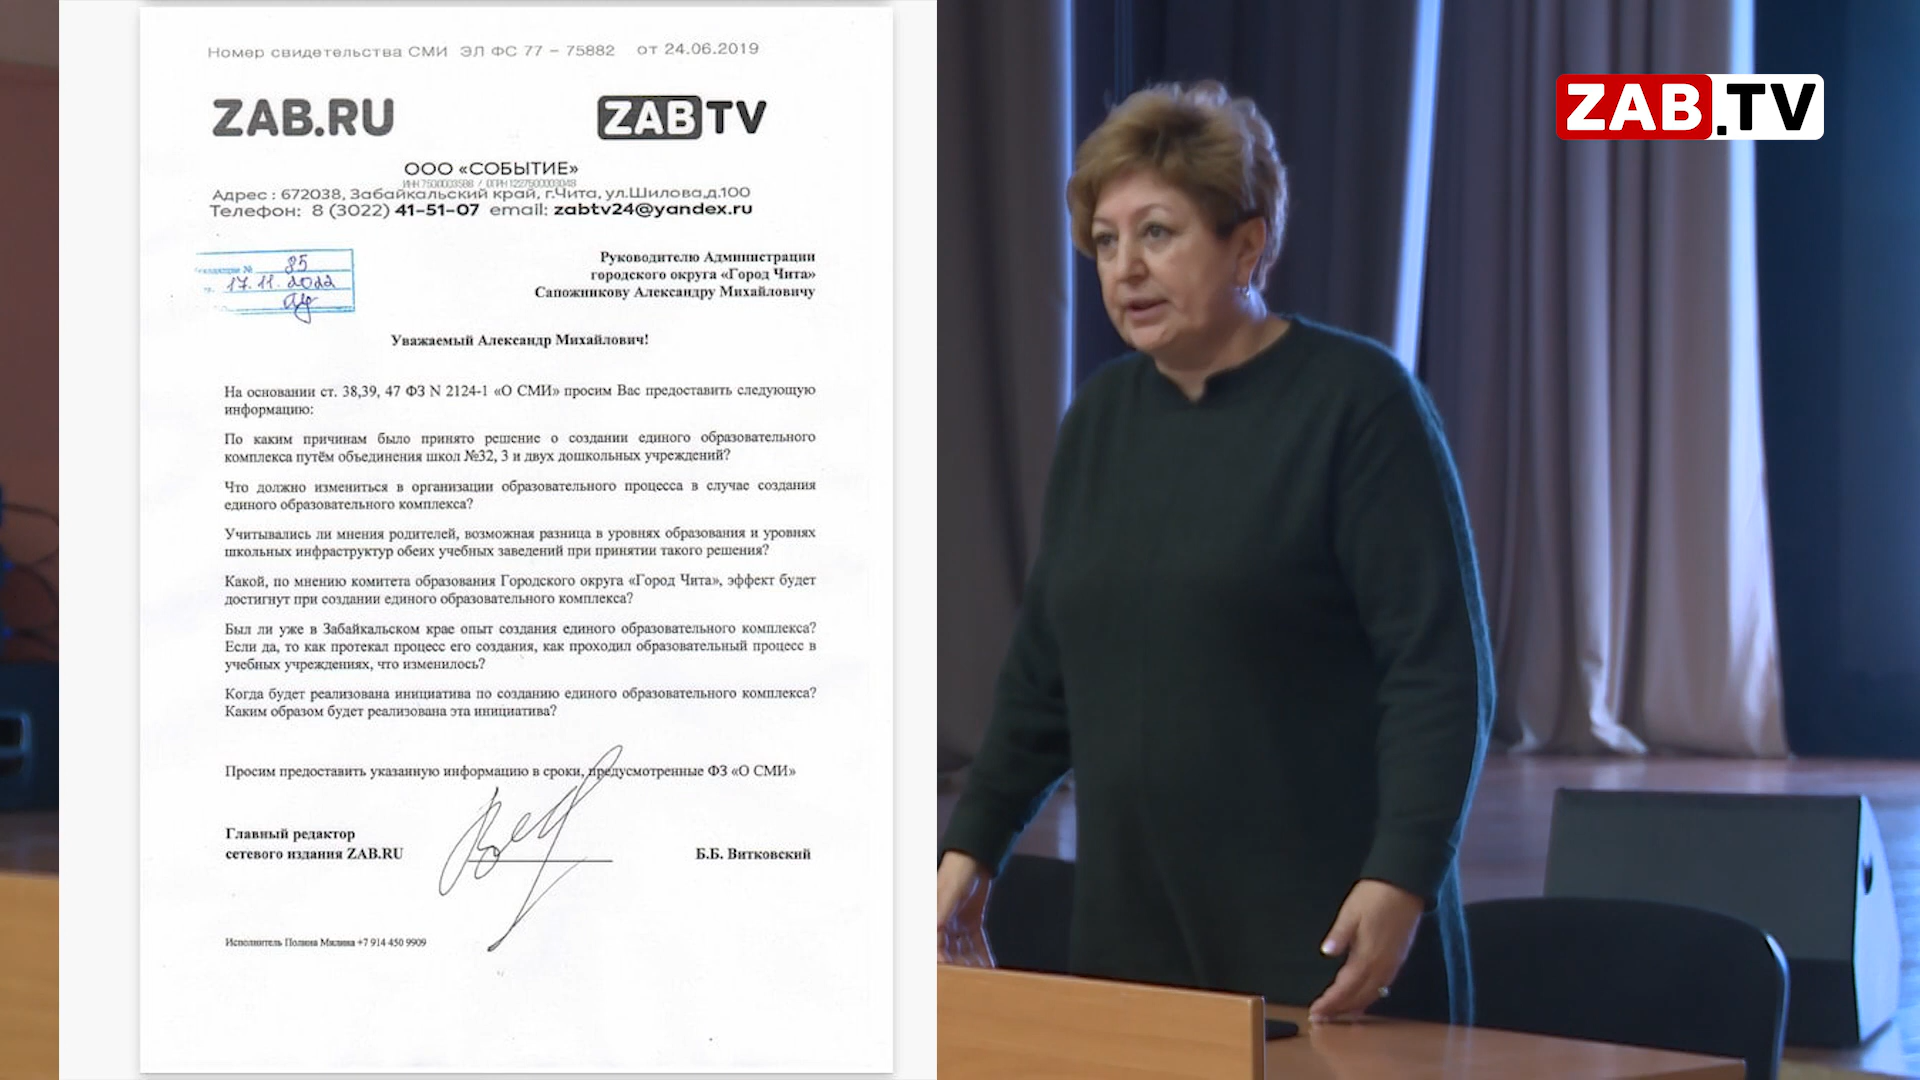 Номер свидетельства СМИ ЭЛ ФС 77 – 75882 от 24.06.2019
ZAB.RU
ZAB TV
ООО «СОБЫТИЕ»
Адрес : 672038, Забайкальский край, г.Чита, ул.Шилова,д.100
Телефон: 8 (3022) 41-51-07 email: zabtv24@yandex.ru
№ 85
17.11.2022
Руководителю Администрации
городского округа «Город Чита»
Сапожникову Александру Михайловичу
Уважаемый Александр Михайлович!
На основании ст. 38,39, 47 ФЗ N 2124-1 «О СМИ» просим Вас предоставить следующую
информацию:
По каким причинам было принято решение о создании единого образовательного
комплекса путём объединения школ №32, 3 и двух дошкольных учреждений?
Что должно измениться в организации образовательного процесса в случае создания
единого образовательного комплекса?
Учитывались ли мнения родителей, возможная разница в уровнях образования и уровнях
школьных инфраструктур обеих учебных заведений при принятии такого решения?
Какой, по мнению комитета образования Городского округа «Город Чита», эффект будет
достигнут при создании единого образовательного комплекса?
Был ли уже в Забайкальском крае опыт создания единого образовательного комплекса?
Если да, то как протекал процесс его создания, как проходил образовательный процесс в
учебных учреждениях, что изменилось?
Когда будет реализована инициатива по созданию единого образовательного комплекса?
Каким образом будет реализована эта инициатива?
Просим предоставить указанную информацию в сроки, предусмотренные ФЗ «О СМИ»
Главный редактор
сетевого издания ZAB.RU
Б.Б. Витковский
Исполнитель Полина Милина +7 914 450 9909
ZAB.TV